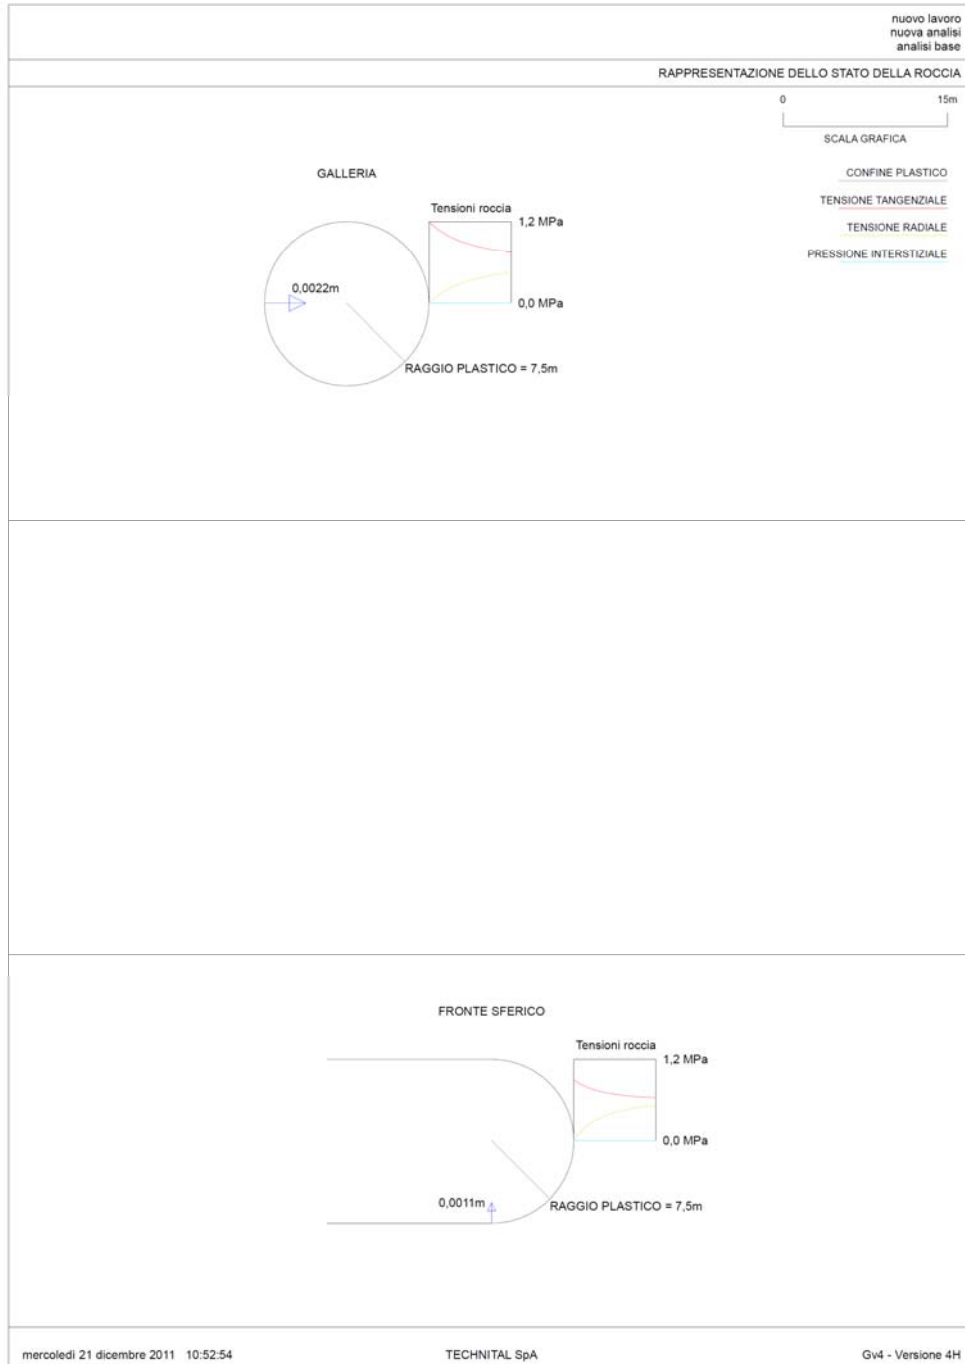 nuovo lavoro
nuova analisi
analisi base
RAPPRESENTAZIONE DELLO STATO DELLA ROCCIA
0 15m
SCALA GRAFICA
CONFINE PLASTICO
TENSIONE TANGENZIALE
TENSIONE RADIALE
PRESSIONE INTERSTIZIALE
GALLERIA
Tensioni roccia
1,2 MPa
0,0022m
0,0 MPa
RAGGIO PLASTICO = 7,5m
FRONTE SFERICO
Tensioni roccia
1,2 MPa
0,0 MPa
0,0011m
RAGGIO PLASTICO = 7,5m
mercoledì 21 dicembre 2011 10:52:54
TECHNITAL SpA
Gv4 - Versione 4H